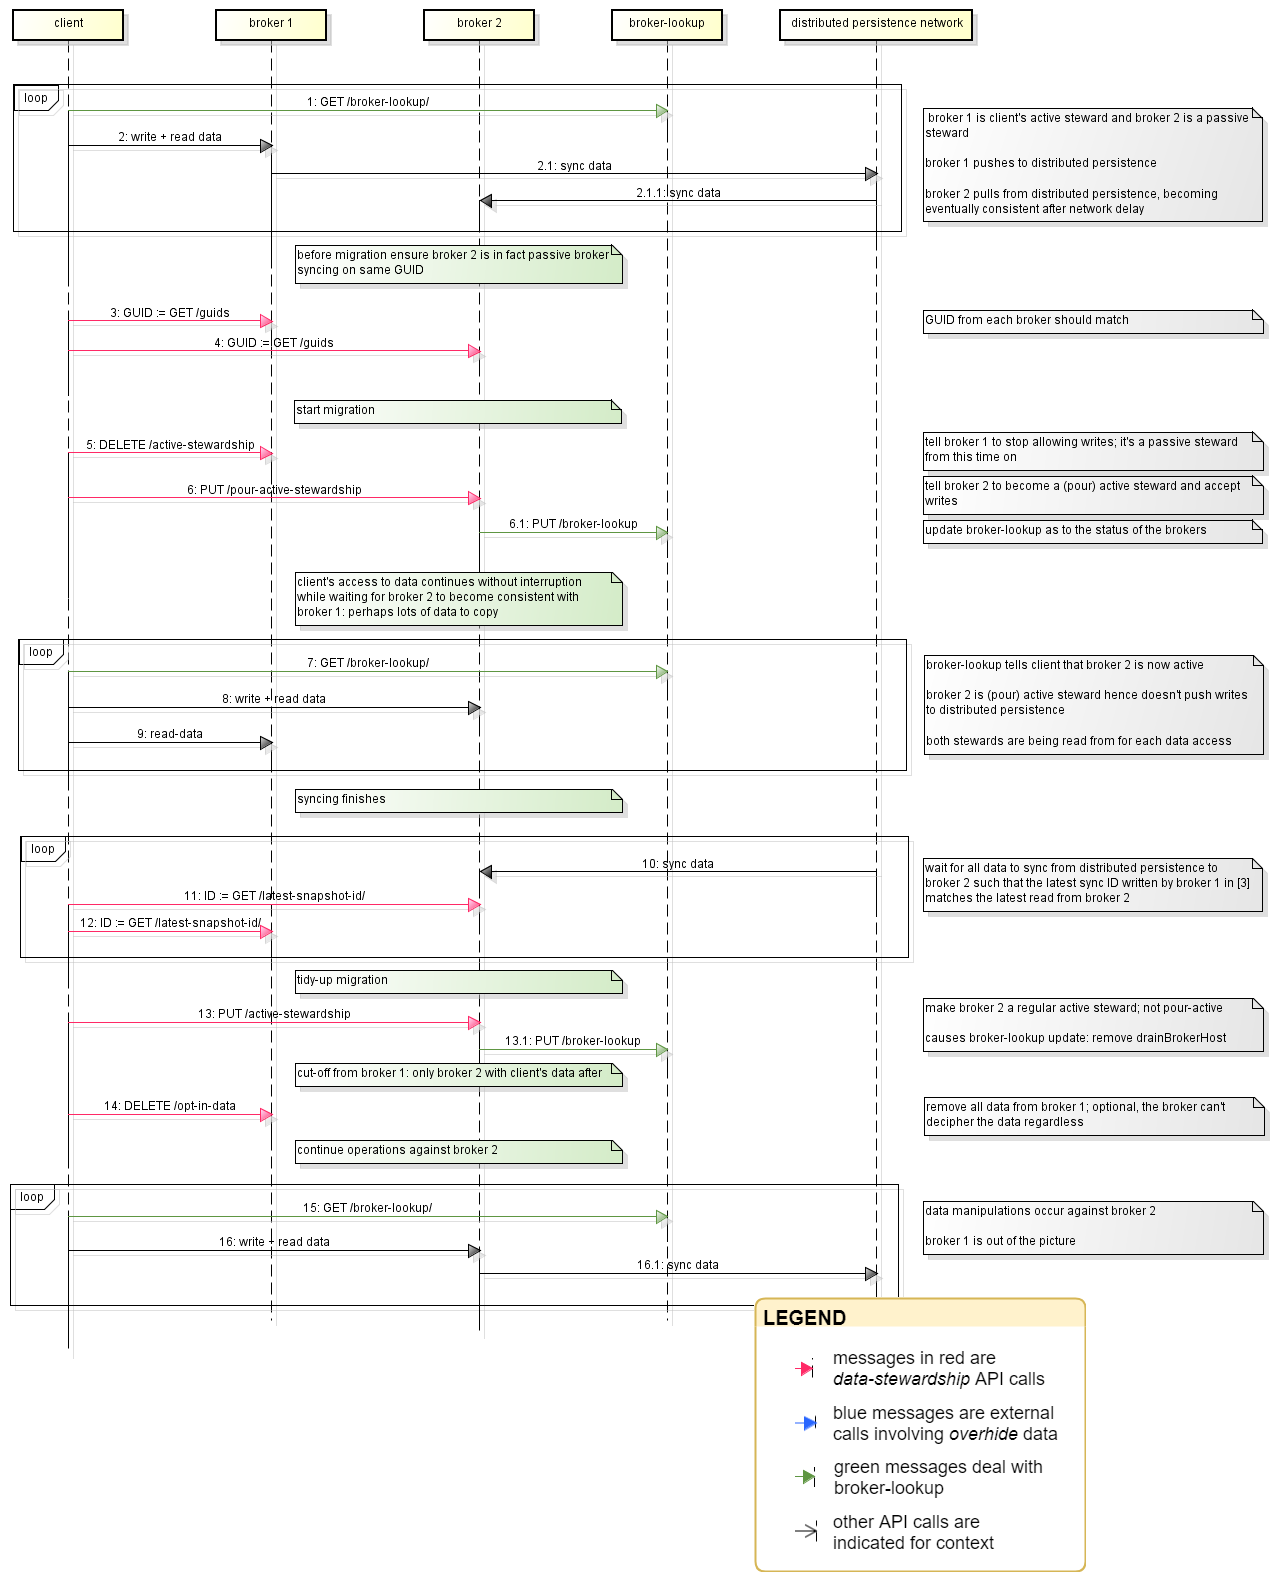 client
broker 1
broker 2
broker-lookup
distributed persistence network
loop
1: GET /broker-lookup/
2: write + read data
2.1: sync data
2.1.1: sync data
broker 1 is client's active steward and broker 2 is a passive
steward
broker 1 pushes to distributed persistence
broker 2 pulls from distributed persistence, becoming
eventually consistent after network delay
before migration ensure broker 2 is in fact passive broker
syncing on same GUID
3: GUID := GET /guids
GUID from each broker should match
4: GUID := GET /guids
start migration
5: DELETE /active-stewardship
tell broker 1 to stop allowing writes; it's a passive steward
from this time on
6: PUT /pour-active-stewardship
tell broker 2 to become a (pour) active steward and accept
writes
6.1: PUT /broker-lookup
update broker-lookup as to the status of the brokers
client's access to data continues without interruption
while waiting for broker 2 to become consistent with
broker 1: perhaps lots of data to copy
loop
7: GET /broker-lookup/
8: write + read data
9: read-data
broker-lookup tells client that broker 2 is now active
broker 2 is (pour) active steward hence doesn't push writes
to distributed persistence
both stewards are being read from for each data access
syncing finishes
loop
10: sync data
11: ID := GET /latest-snapshot-id/
12: ID := GET /latest-snapshot-id/
wait for all data to sync from distributed persistence to
broker 2 such that the latest sync ID written by broker 1 in [3]
matches the latest read from broker 2
tidy-up migration
13: PUT /active-stewardship
13.1: PUT /broker-lookup
make broker 2 a regular active steward; not pour-active
causes broker-lookup update: remove drainBrokerHost
cut-off from broker 1: only broker 2 with client's data after
14: DELETE /opt-in-data
remove all data from broker 1; optional, the broker can't
decipher the data regardless
continue operations against broker 2
loop
15: GET /broker-lookup/
16: write + read data
16.1: sync data
data manipulations occur against broker 2
broker 1 is out of the picture
LEGEND
messages in red are
data-stewardship API calls
blue messages are external
calls involving overhide data
green messages deal with
broker-lookup
other API calls are
indicated for context